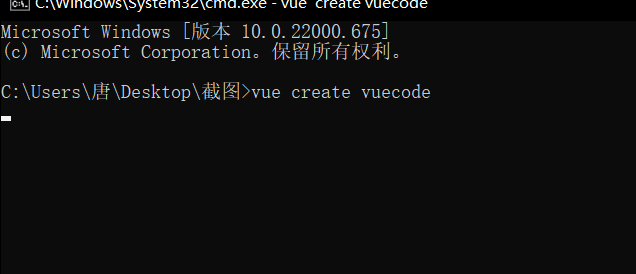 C:\Windows\System32\cmd.exe - vue  create vuecode
Microsoft Windows [版本 10.0.22000.675]
(c) Microsoft Corporation。保留所有权利。
C:\Users\唐\Desktop\截图>vue create vuecode